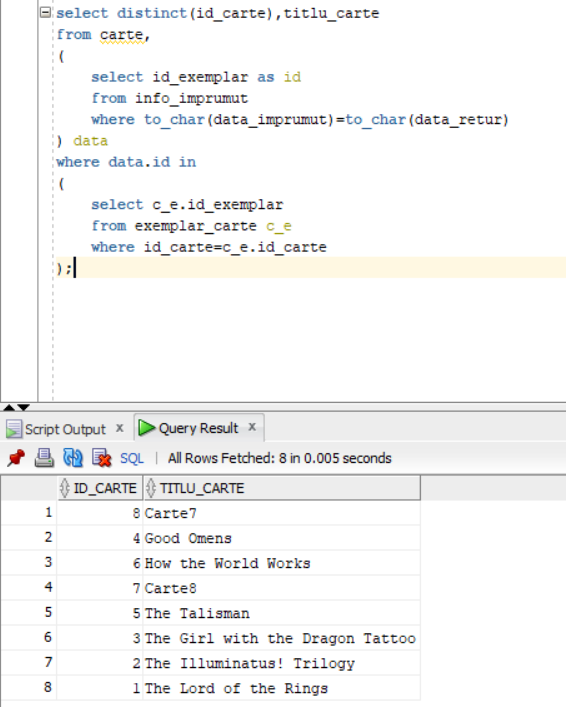 select distinct(id_carte),titlu_carte
from carte,
(
select id_exemplar as id
from info_imprumut
where to_char(data_imprumut)=to_char(data_retur)
) data
where data.id in
(
select c_e.id_exemplar
from exemplar_carte c_e
where id_carte=c_e.id_carte
);
Script Output x Query Result x
SQL | All Rows Fetched: 8 in 0.005 seconds
ID_CARTE TITLU_CARTE
1 8 Carte7
2 4 Good Omens
3 6 How the World Works
4 7 Carte8
5 5 The Talisman
6 3 The Girl with the Dragon Tattoo
7 2 The Illuminatus! Trilogy
8 1 The Lord of the Rings